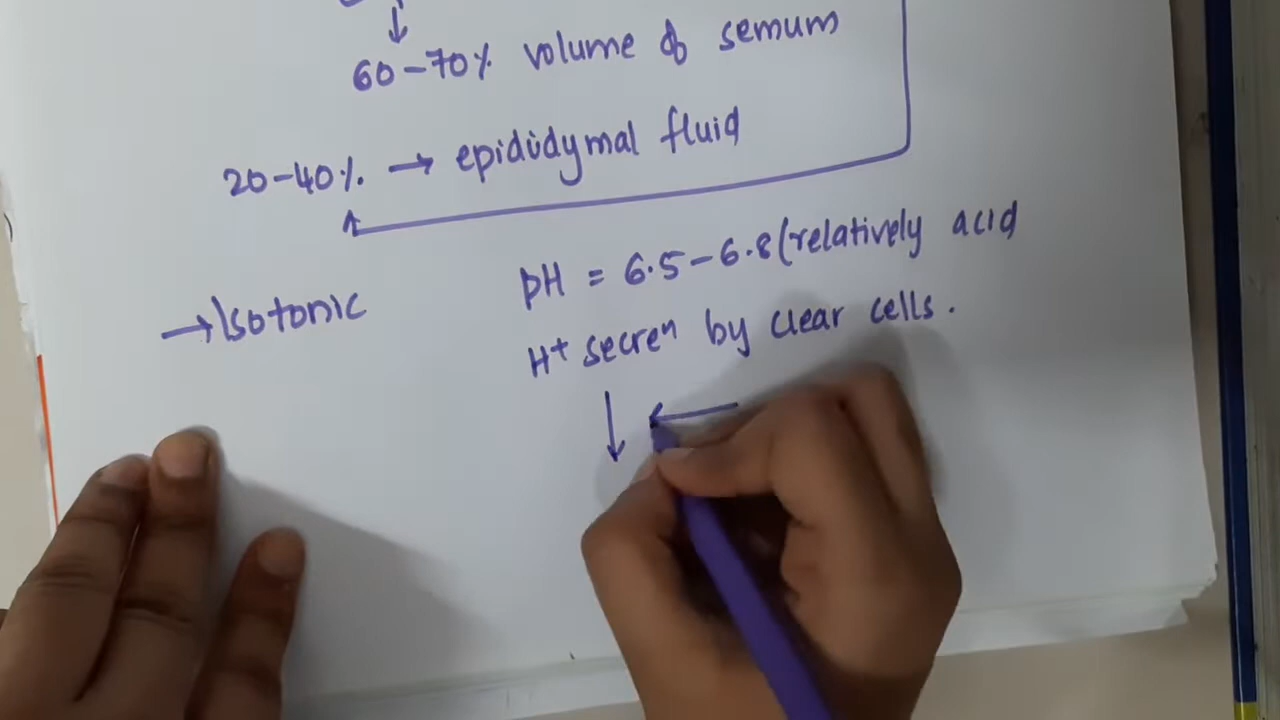 60-70% volume of semum
20-40% → epididymal fluid
pH = 6.5-6.8 (relatively acid
→ Isotonic
H+ secreⁿ by clear cells.